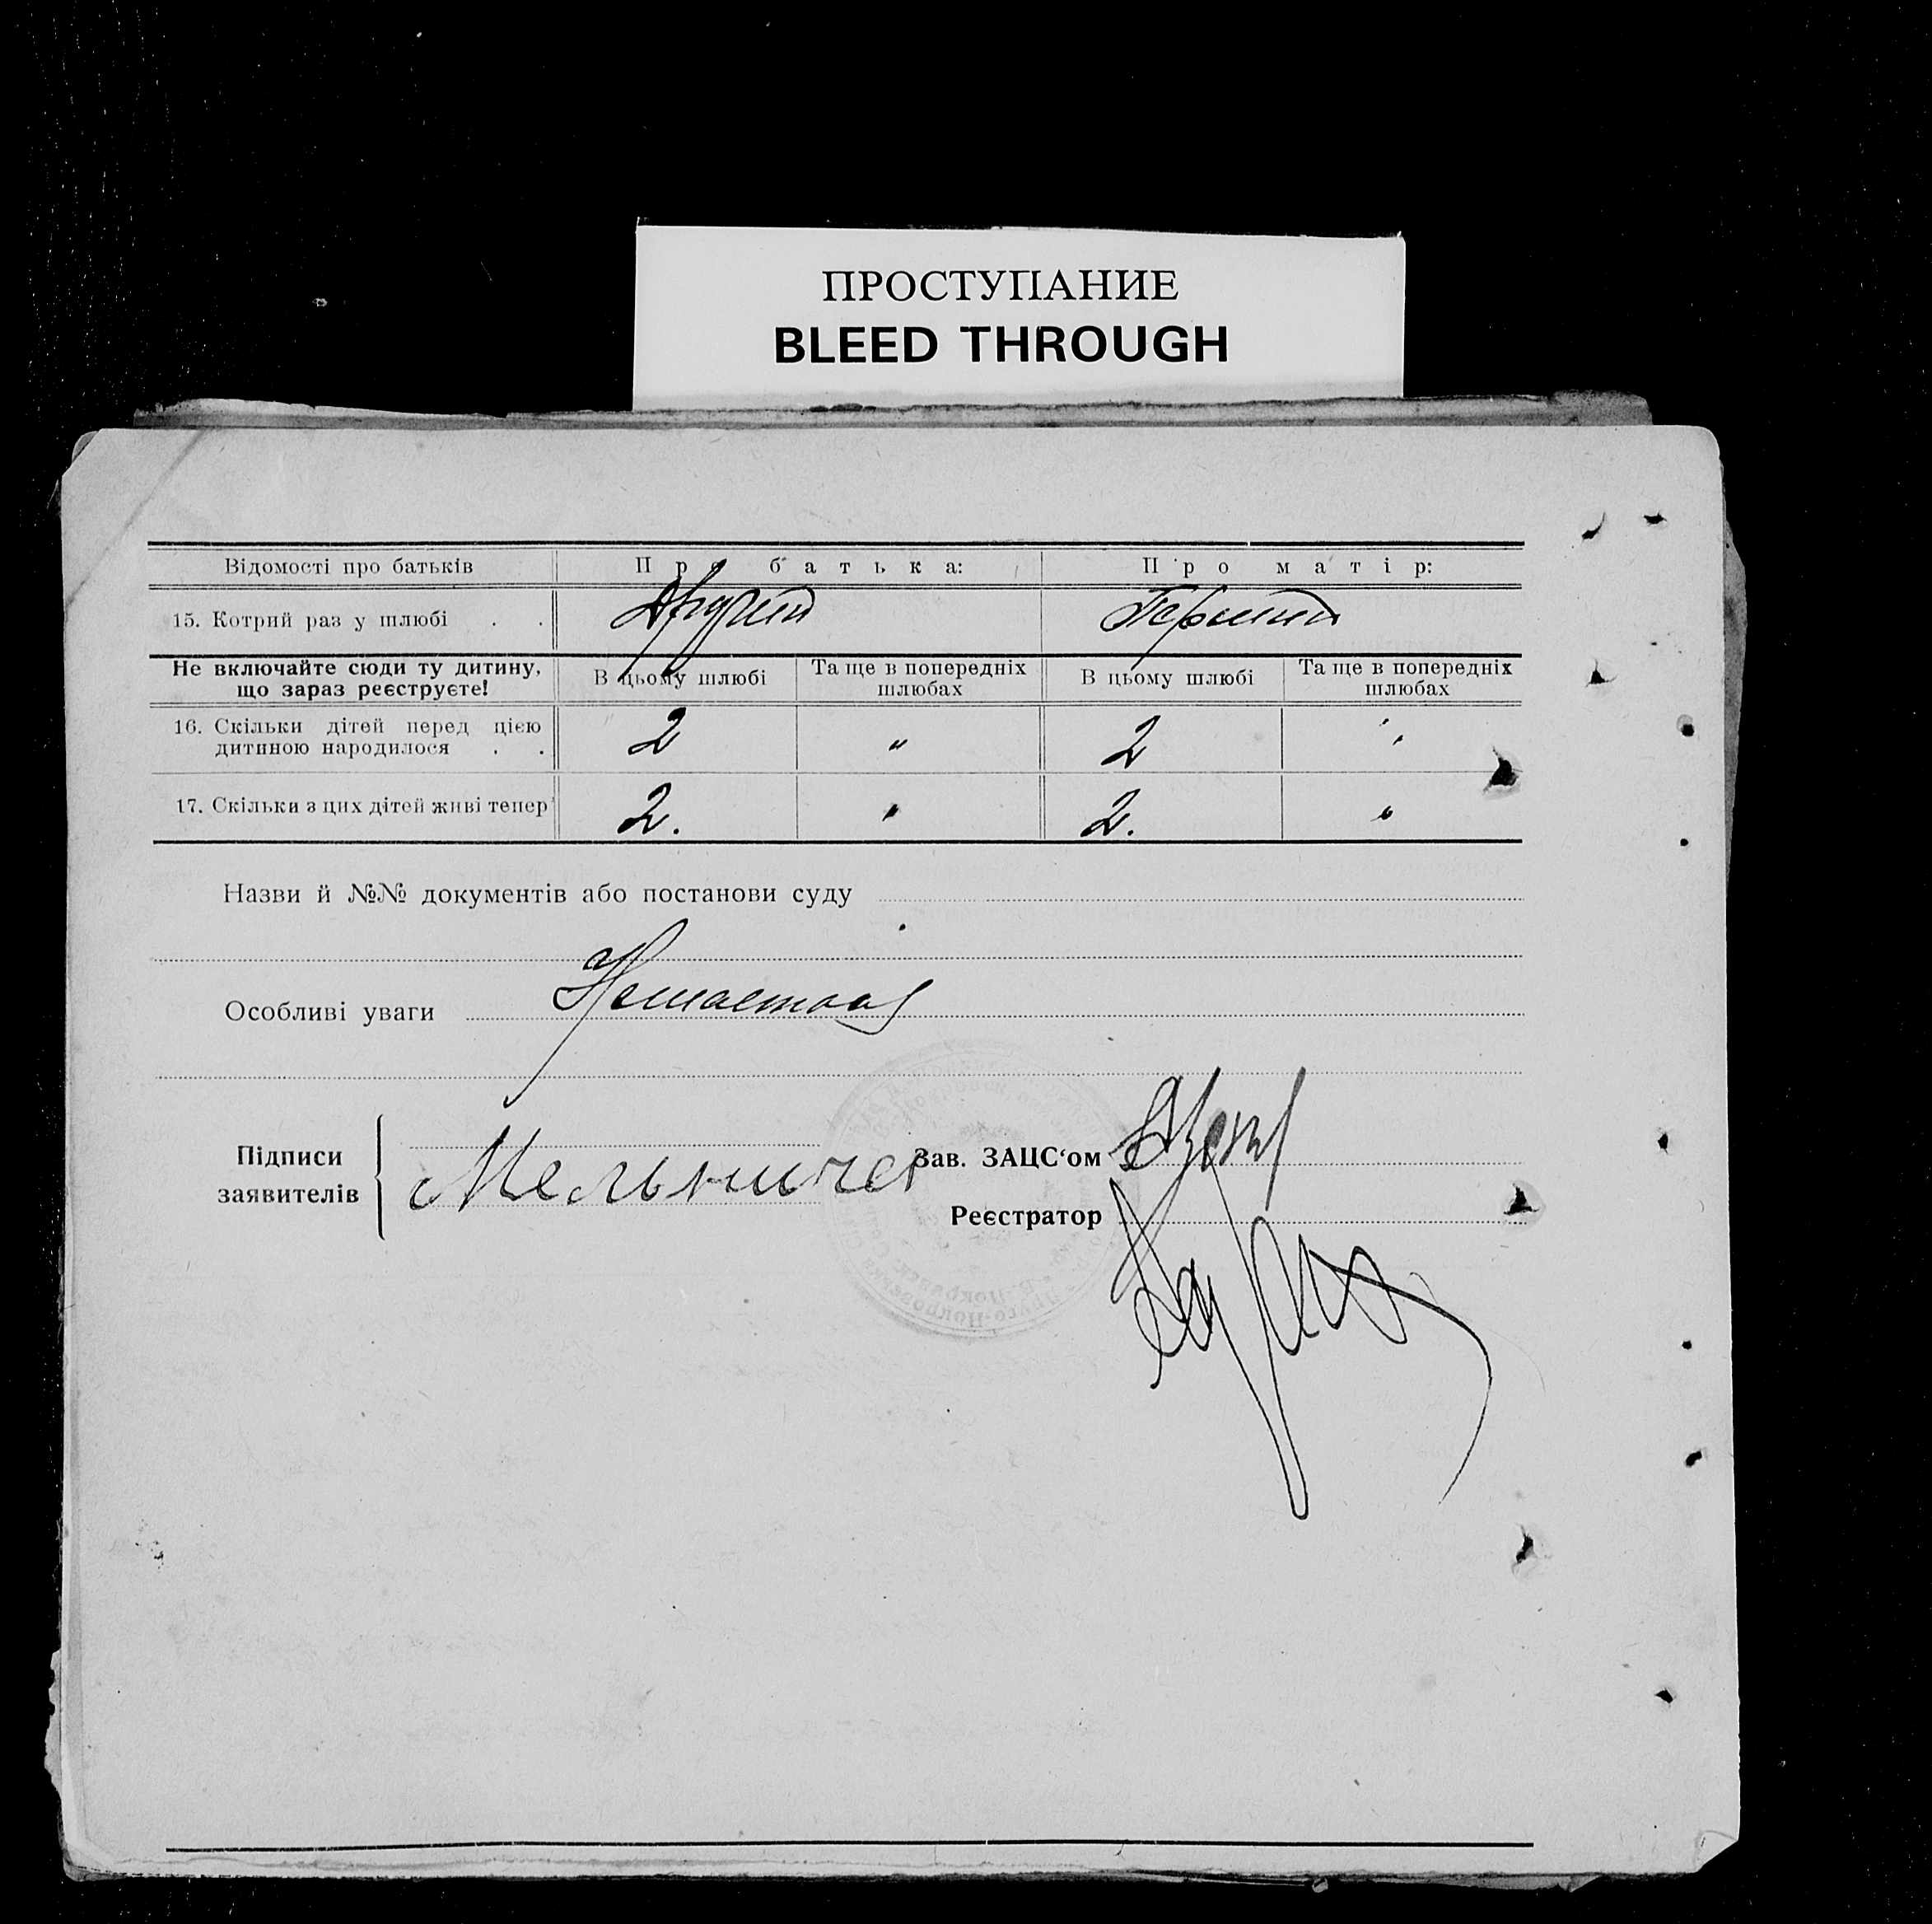 ПРОСТУПАНИЕ
BLEED THROUGH
Відомості про батьків Про батька: Про матір:
15. Котрий раз у шлюбі . . Другий Перший
Не включайте сюди ту дитину, що зараз реєструєте! В цьому шлюбі Та ще в попередніх шлюбах В цьому шлюбі Та ще в попередніх шлюбах
16. Скільки дітей перед цією
дитиною народилося . . 2 „ 2 „
17. Скільки з цих дітей живі тепер 2. „ 2. „
Назви й №№ документів або постанови суду
Особливі уваги
Підписи
заявителів
Мельничен
Зав. ЗАЦС‘ом
Реєстратор